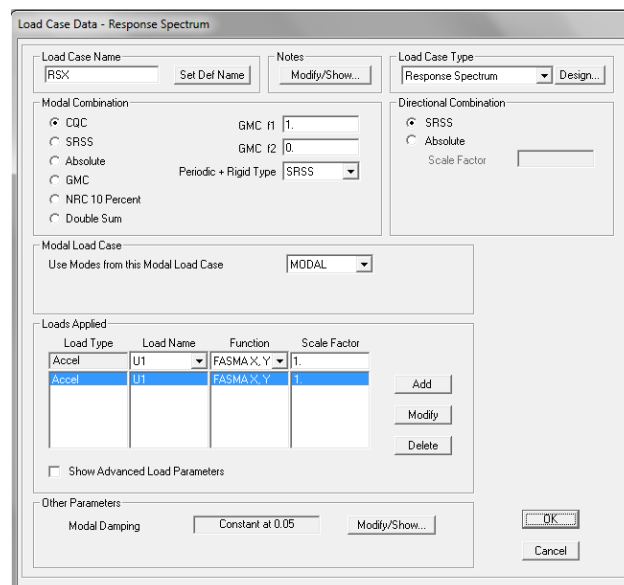 Load Case Data - Response Spectrum
Load Case Name
RSX
Set Def Name
Notes
Modify/Show...
Load Case Type
Response Spectrum
Design...
Modal Combination
CQC
SRSS
Absolute
GMC
NRC 10 Percent
Double Sum
GMC f1
1.
GMC f2
0.
Periodic + Rigid Type
SRSS
Directional Combination
SRSS
Absolute
Scale Factor
Modal Load Case
Use Modes from this Modal Load Case
MODAL
Loads Applied
Load Type Load Name Function Scale Factor
Accel U1 FASMA X, Y 1.
Accel U1 FASMA X, Y 1.
Add
Modify
Delete
Show Advanced Load Parameters
Other Parameters
Modal Damping
Constant at 0.05
Modify/Show...
OK
Cancel